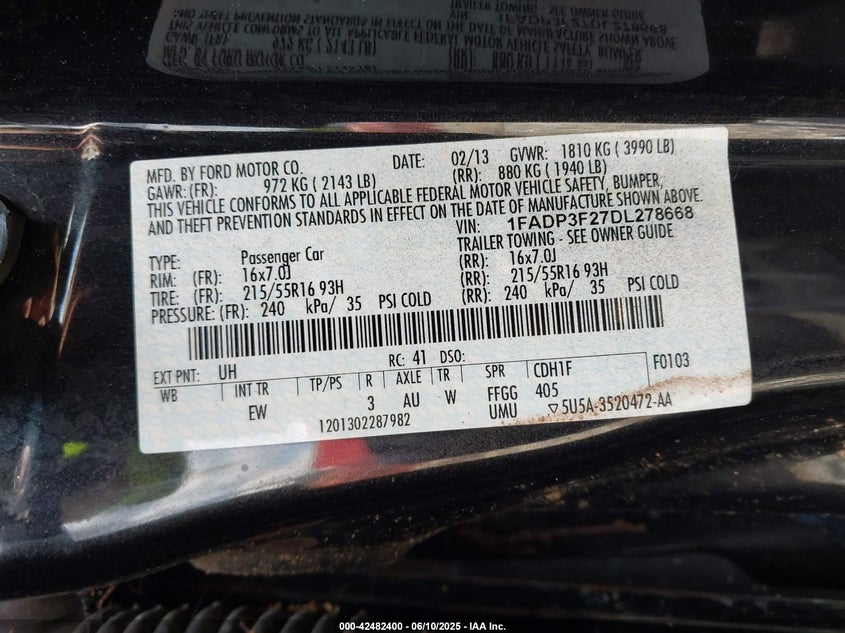 MFD. BY FORD MOTOR CO.
DATE: 02/13 GVWR: 1810 KG ( 3990 LB)
GAWR: (FR): 972 KG ( 2143 LB) (RR): 880 KG ( 1940 LB)
THIS VEHICLE CONFORMS TO ALL APPLICABLE FEDERAL MOTOR VEHICLE SAFETY, BUMPER,
AND THEFT PREVENTION STANDARDS IN EFFECT ON THE DATE OF MANUFACTURE SHOWN ABOVE.
VIN: 1FADP3F27DL278668
TYPE: Passenger Car TRAILER TOWING - SEE OWNER GUIDE
RIM: (FR): 16x7.0J (RR): 16x7.0J
TIRE: (FR): 215/55R16 93H (RR): 215/55R16 93H
PRESSURE: (FR): 240 kPa/ 35 PSI COLD (RR): 240 kPa/ 35 PSI COLD
EXT PNT: UH RC: 41 DSO:
WB INT TR TP/PS R AXLE TR SPR CDH1F F0103
EW 3 AU W FFGG 405
UMU
1201302287982 ▽5U5A-3520472-AA
000-42482400 - 06/10/2025 - IAA Inc.